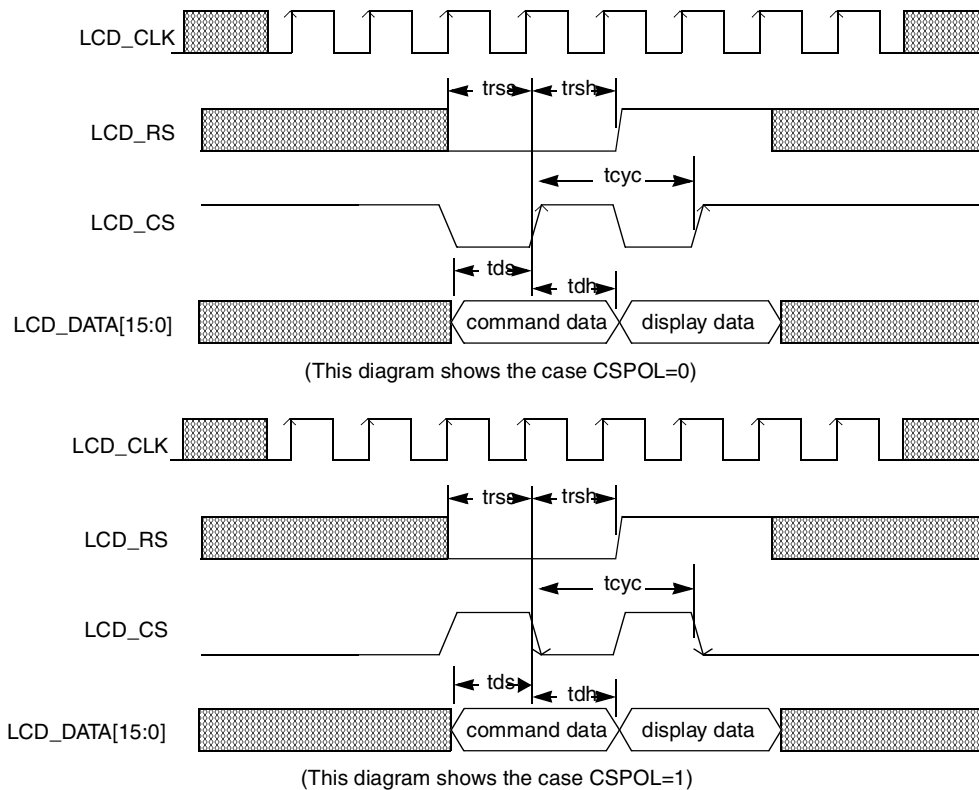 LCD_CLK
trss trsh
LCD_RS
tcyc
LCD_CS
tds
tdh
LCD_DATA[15:0] command data display data
(This diagram shows the case CSPOL=0)
LCD_CLK
trss trsh
LCD_RS
tcyc
LCD_CS
tds
tdh
LCD_DATA[15:0] command data display data
(This diagram shows the case CSPOL=1)